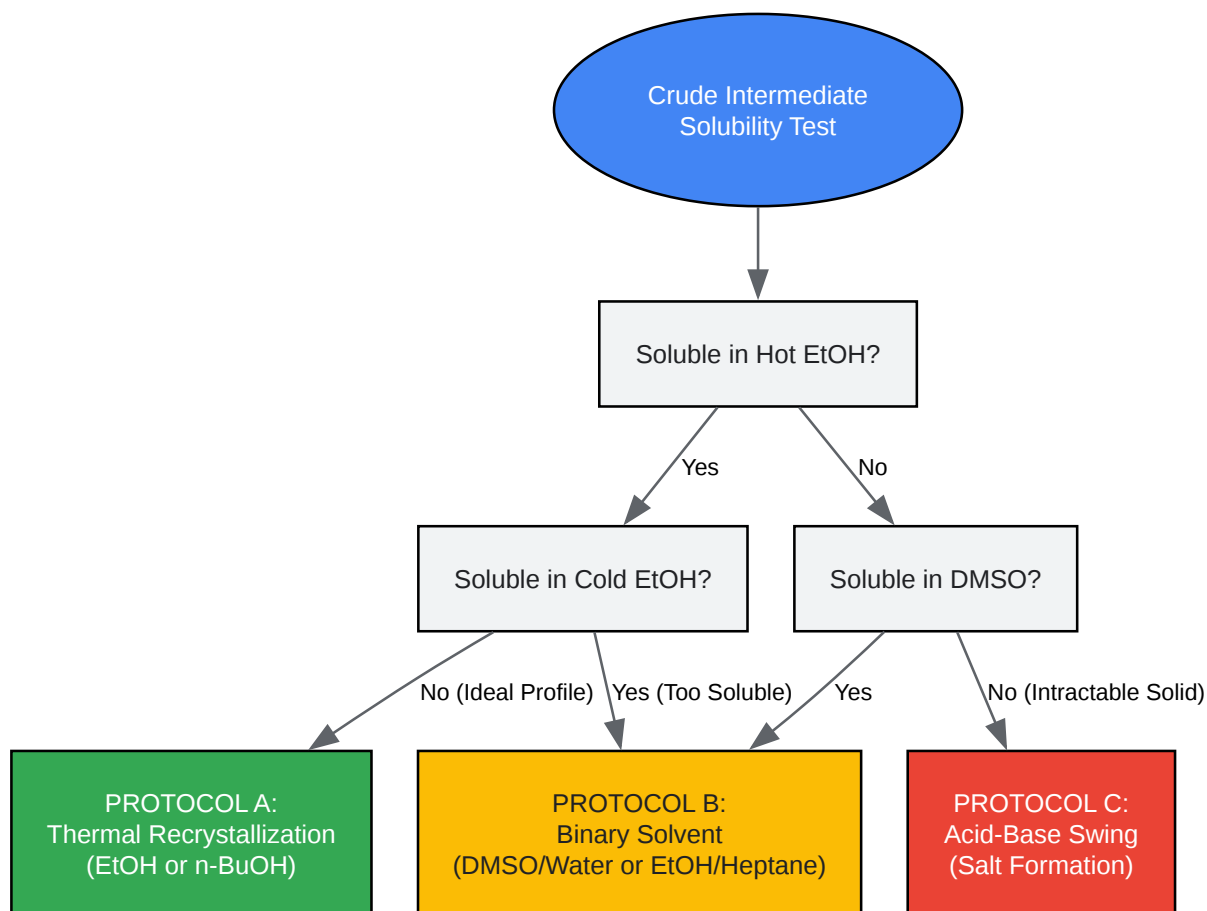 Crude Intermediate
Solubility Test
Soluble in Hot EtOH?
Yes
No
Soluble in Cold EtOH?
Soluble in DMSO?
No (Ideal Profile)
Yes (Too Soluble)
Yes
No (Intractable Solid)
PROTOCOL A:
Thermal Recrystallization
(EtOH or n-BuOH)
PROTOCOL B:
Binary Solvent
(DMSO/Water or EtOH/Heptane)
PROTOCOL C:
Acid-Base Swing
(Salt Formation)